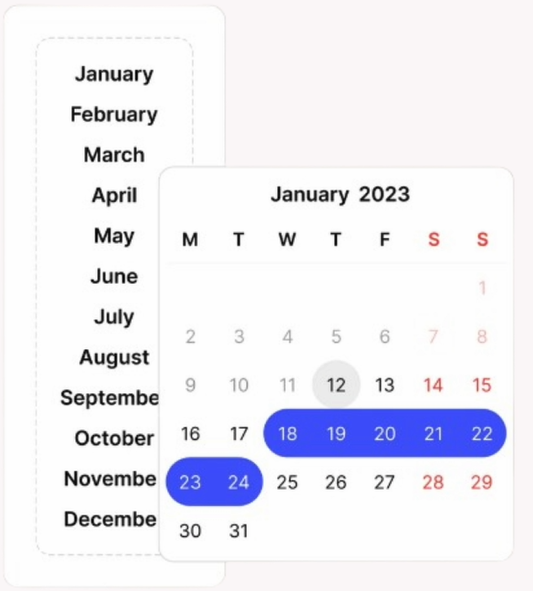 January
February
March
April
May
June
July
August
Septembe
October
Novembe
Decembe
January 2023
M T W T F S S
1
2 3 4 5 6 7 8
9 10 11 12 13 14 15
16 17 18 19 20 21 22
23 24 25 26 27 28 29
30 31